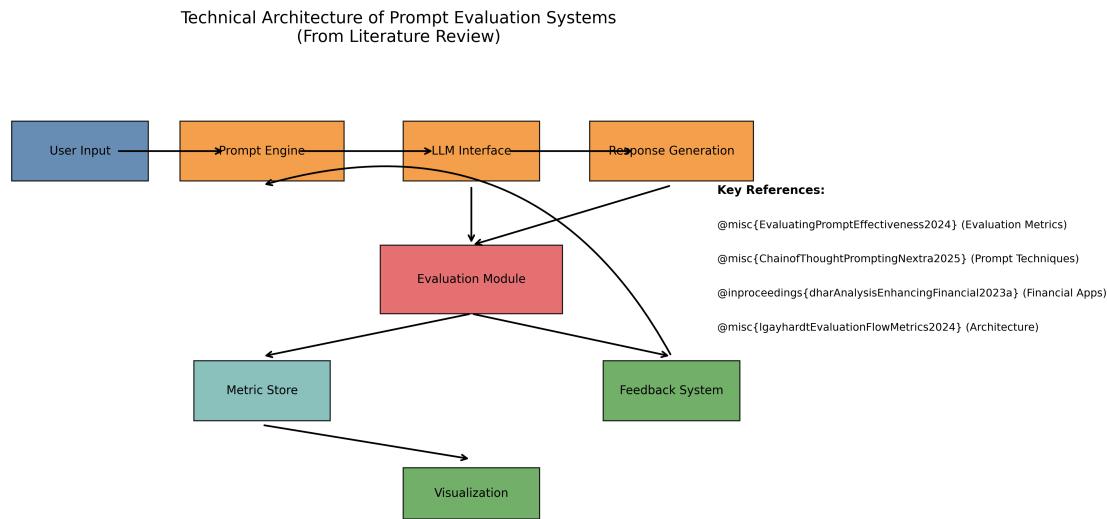 Technical Architecture of Prompt Evaluation Systems
(From Literature Review)
User Input
Prompt Engine
LLM Interface
Response Generation
Key References:
@misc{EvaluatingPromptEffectiveness2024} (Evaluation Metrics)
@misc{ChainofThoughtPromptingNextra2025} (Prompt Techniques)
@inproceedings{dharAnalysisEnhancingFinancial2023a} (Financial Apps)
@misc{lgayhardtEvaluationFlowMetrics2024} (Architecture)
Evaluation Module
Metric Store
Feedback System
Visualization